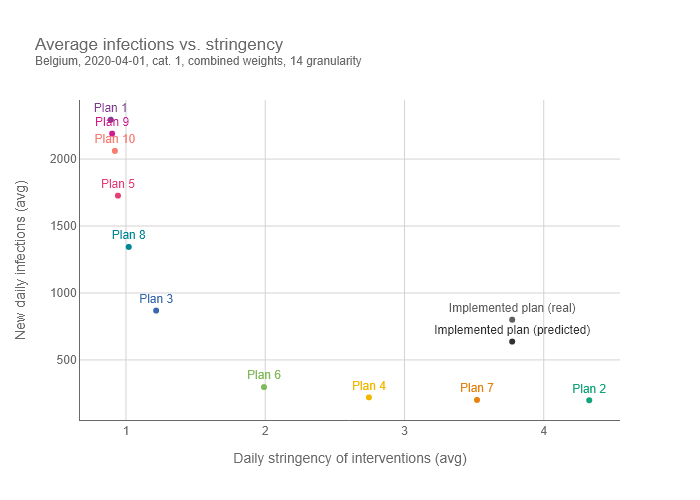 Average infections vs. stringency
Belgium, 2020-04-01, cat. 1, combined weights, 14 granularity
New daily infections (avg)
2000
1500
1000
500
Plan 1
Plan 9
Plan 10
Plan 5
Plan 8
Plan 3
Implemented plan (real)
Implemented plan (predicted)
Plan 6
Plan 4
Plan 7
Plan 2
1
2
3
4
Daily stringency of interventions (avg)